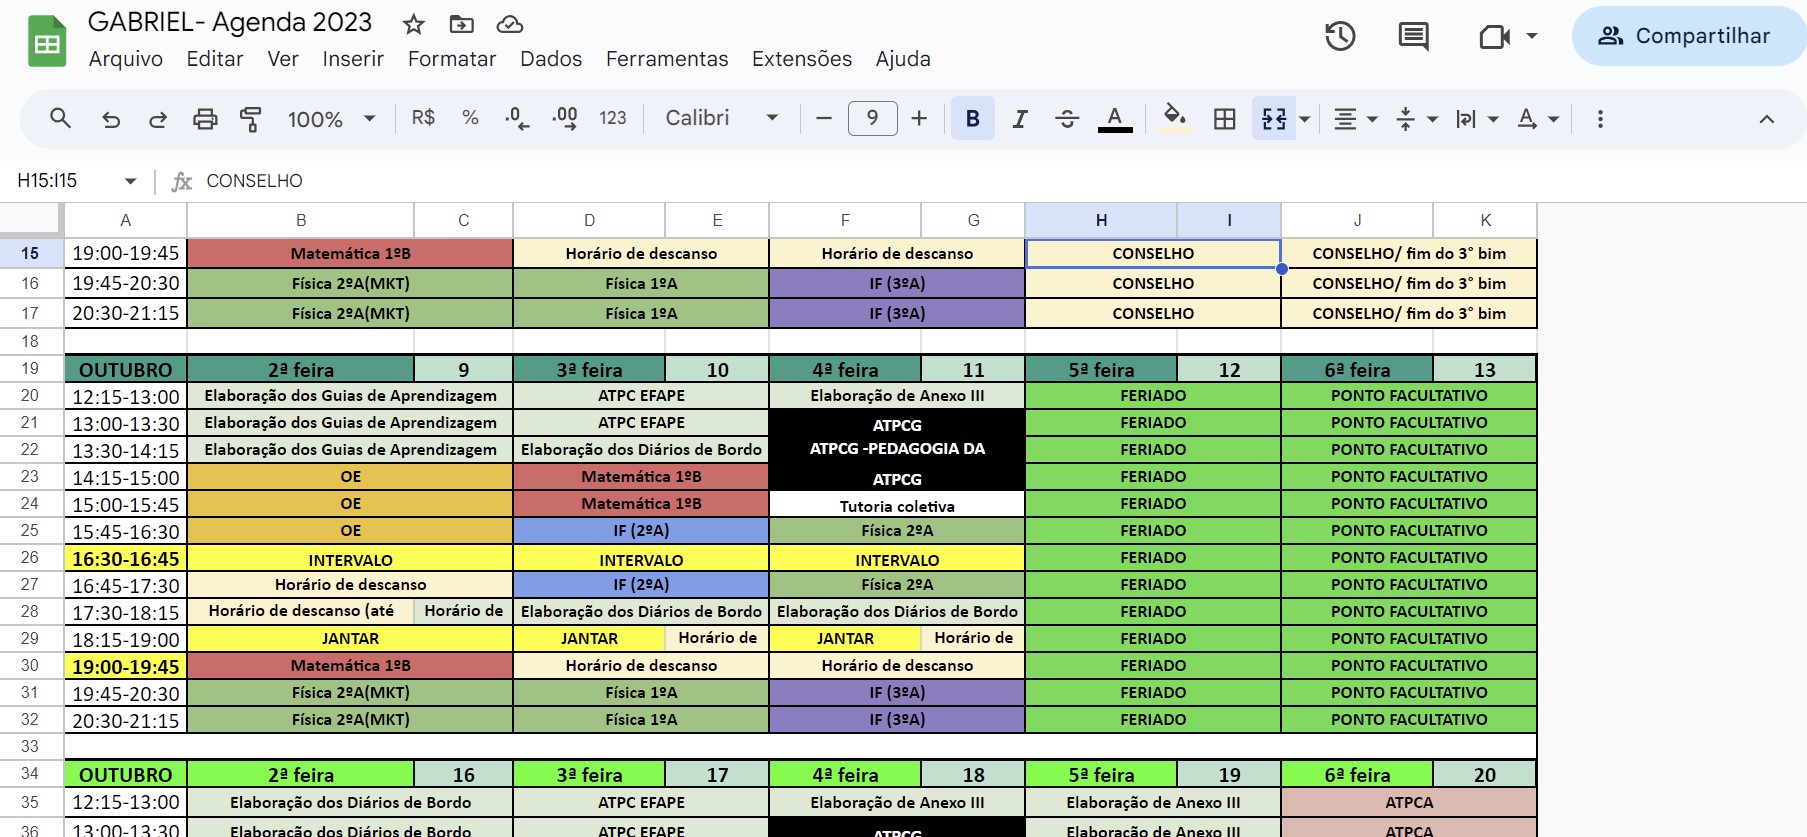 GABRIEL- Agenda 2023
Arquivo Editar Ver Inserir Formatar Dados Ferramentas Extensões Ajuda
Compartilhar
100% R$ % .0 .00 123 Calibri 9 B I S A A
H15:I15 fx CONSELHO
A B C D E F G H I J K
15 19:00-19:45 Matemática 1ºB Horário de descanso Horário de descanso CONSELHO CONSELHO/ fim do 3° bim
16 19:45-20:30 Física 2ºA(MKT) Física 1ºA IF (3ºA) CONSELHO CONSELHO/ fim do 3° bim
17 20:30-21:15 Física 2ºA(MKT) Física 1ºA IF (3ºA) CONSELHO CONSELHO/ fim do 3° bim
18
19 OUTUBRO 2ª feira 9 3ª feira 10 4ª feira 11 5ª feira 12 6ª feira 13
20 12:15-13:00 Elaboração dos Guias de Aprendizagem ATPC EFAPE Elaboração de Anexo III FERIADO PONTO FACULTATIVO
21 13:00-13:30 Elaboração dos Guias de Aprendizagem ATPC EFAPE ATPCG FERIADO PONTO FACULTATIVO
22 13:30-14:15 Elaboração dos Guias de Aprendizagem Elaboração dos Diários de Bordo ATPCG -PEDAGOGIA DA FERIADO PONTO FACULTATIVO
23 14:15-15:00 OE Matemática 1ºB ATPCG FERIADO PONTO FACULTATIVO
24 15:00-15:45 OE Matemática 1ºB Tutoria coletiva FERIADO PONTO FACULTATIVO
25 15:45-16:30 OE IF (2ºA) Física 2ºA FERIADO PONTO FACULTATIVO
26 16:30-16:45 INTERVALO INTERVALO INTERVALO FERIADO PONTO FACULTATIVO
27 16:45-17:30 Horário de descanso IF (2ºA) Física 2ºA FERIADO PONTO FACULTATIVO
28 17:30-18:15 Horário de descanso (até Horário de Elaboração dos Diários de Bordo Elaboração dos Diários de Bordo FERIADO PONTO FACULTATIVO
29 18:15-19:00 JANTAR JANTAR Horário de JANTAR Horário de FERIADO PONTO FACULTATIVO
30 19:00-19:45 Matemática 1ºB Horário de descanso Horário de descanso FERIADO PONTO FACULTATIVO
31 19:45-20:30 Física 2ºA(MKT) Física 1ºA IF (3ºA) FERIADO PONTO FACULTATIVO
32 20:30-21:15 Física 2ºA(MKT) Física 1ºA IF (3ºA) FERIADO PONTO FACULTATIVO
33
34 OUTUBRO 2ª feira 16 3ª feira 17 4ª feira 18 5ª feira 19 6ª feira 20
35 12:15-13:00 Elaboração dos Diários de Bordo ATPC EFAPE Elaboração de Anexo III Elaboração de Anexo III ATPCA
36 13:00-13:30 Elaboração dos Diários de Bordo ATPC EFAPE ATPCG Elaboração de Anexo III ATPCA